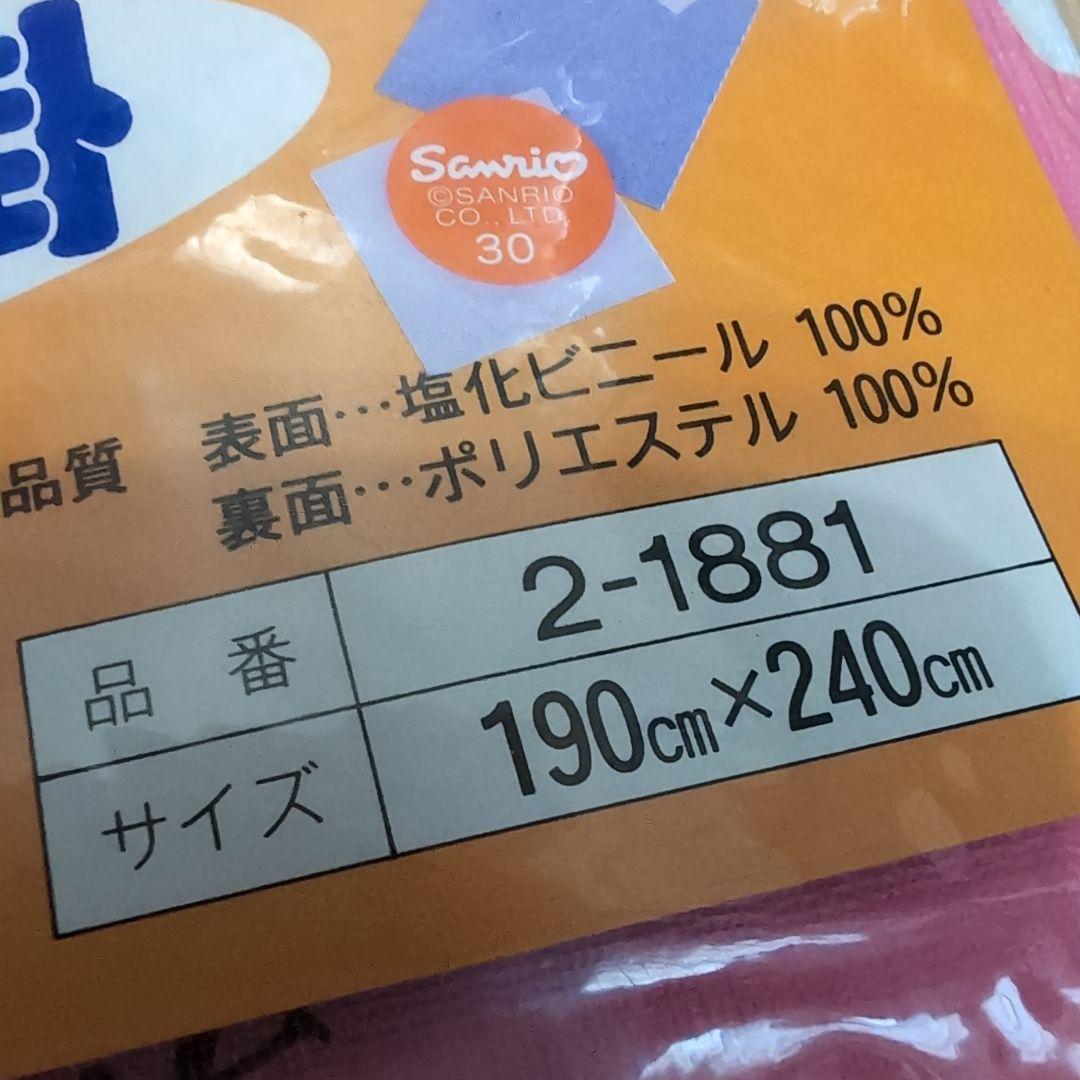 Sanrio
©SANRIO
CO., LTD.
30
品質 表面…塩化ビニール 100%
裏面…ポリエステル 100%
品番 2-1881
サイズ 190cm×240cm